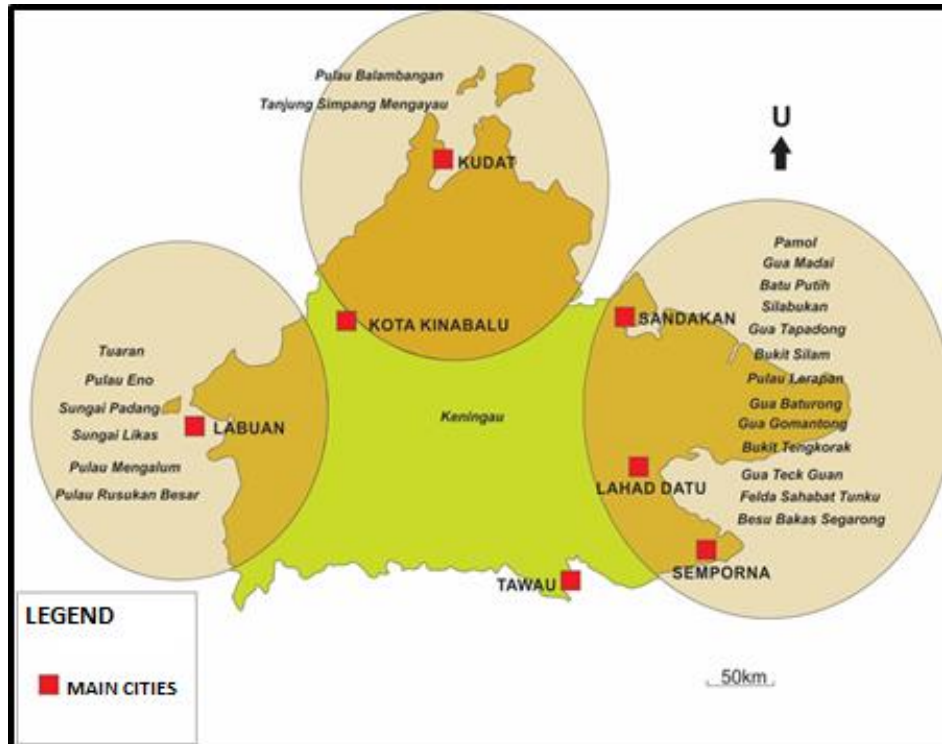 Pulau Balambangan
Tanjung Simpang Mengayau
U
KUDAT
Pamol
Gua Madai
Batu Putih
Silabukan
Gua Tapadong
Bukit Silam
Pulau Lerapan
Gua Baturong
Gua Gomantong
Bukit Tengkorak
Gua Teck Guan
Felda Sahabat Tunku
Besu Bakas Segarong
SANDAKAN
KOTA KINABALU
Tuaran
Pulau Eno
Sungai Padang
Sungai Likas
Pulau Mengalum
Pulau Rusukan Besar
LABUAN
Keningau
LAHAD DATU
SEMPORNA
TAWAU
LEGEND
MAIN CITIES
50km